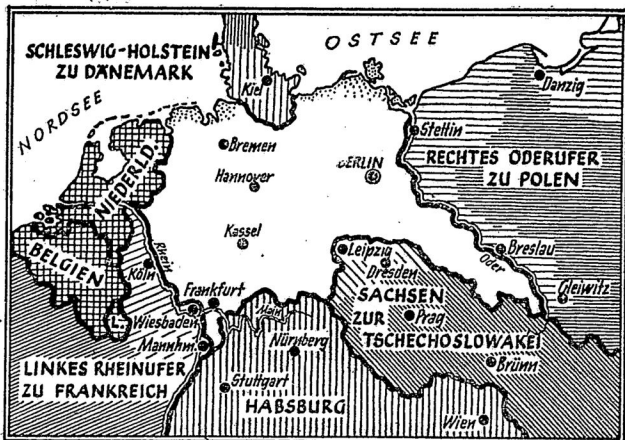 OSTSEE
SCHLESWIG-HOLSTEIN
ZU DÄNEMARK
NORDSEE
Kiel
Danzig
Stettin
Bremen
BERLIN
Hannover
NIEDERLD.
RECHTES ODERUFER
ZU POLEN
BELGIEN
Köln
Rhein
Kassel
Leipzig
Dresden
Oder
Breslau
Gleiwitz
L.
Wiesbaden
Frankfurt
Main
Mannhm.
SACHSEN
ZUR
TSCHECHOSLOWAKEI
Prag
Brünn
Nürnberg
LINKES RHEINUFER
ZU FRANKREICH
Stuttgart
HABSBURG
Wien